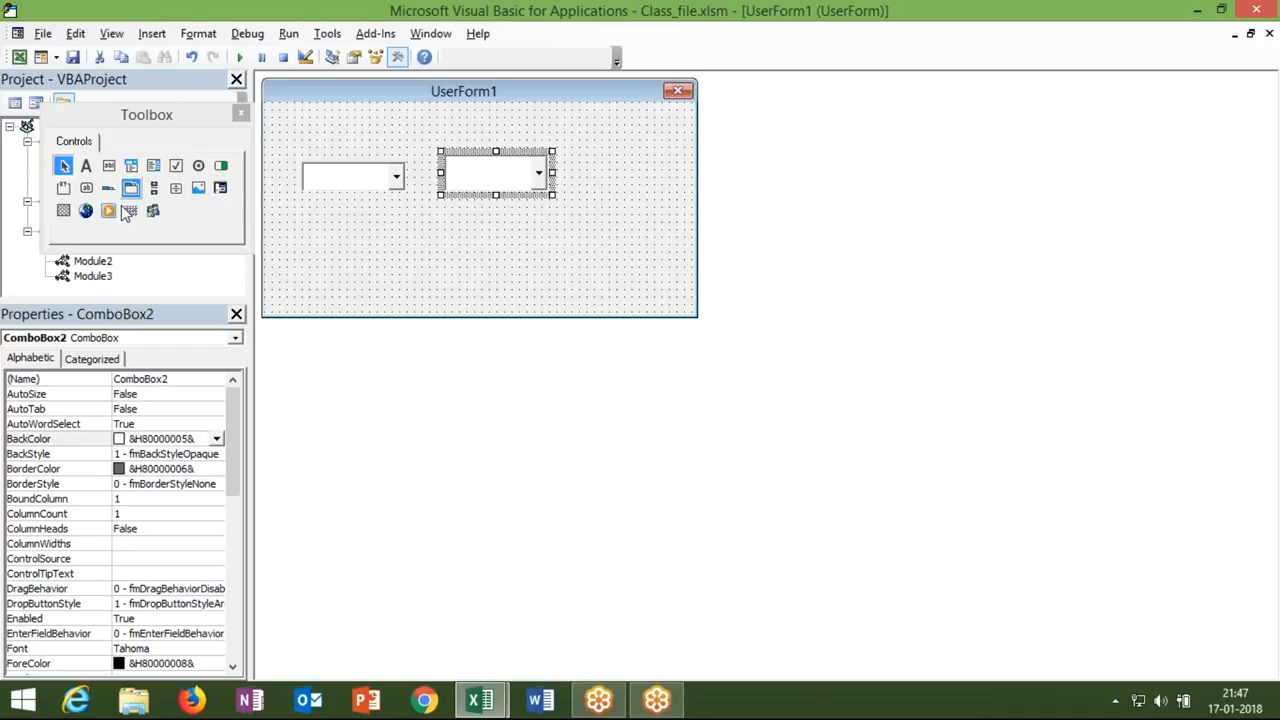 Microsoft Visual Basic for Applications - Class_file.xlsm - [UserForm1 (UserForm)]
File Edit View Insert Format Debug Run Tools Add-Ins Window Help
Project - VBAProject
Toolbox
Controls
Module2
Module3
UserForm1
Properties - ComboBox2
ComboBox2 ComboBox
Alphabetic Categorized
(Name) ComboBox2
AutoSize False
AutoTab False
AutoWordSelect True
BackColor &H80000005&
BackStyle 1 - fmBackStyleOpaque
BorderColor &H80000006&
BorderStyle 0 - fmBorderStyleNone
BoundColumn 1
ColumnCount 1
ColumnHeads False
ColumnWidths
ControlSource
ControlTipText
DragBehavior 0 - fmDragBehaviorDisab
DropButtonStyle 1 - fmDropButtonStyleAr
Enabled True
EnterFieldBehavior 0 - fmEnterFieldBehavior
Font Tahoma
ForeColor &H80000008&
21:47
17-01-2018